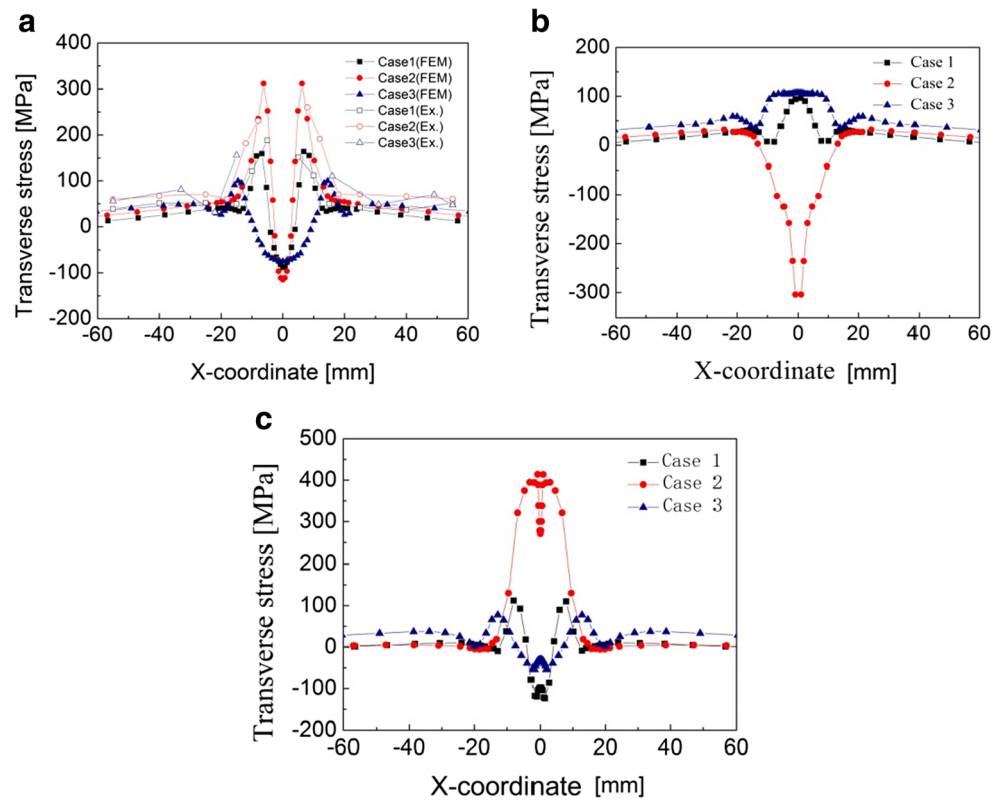 a
400
300
200
100
0
-100
-200
Transverse stress [MPa]
Case1(FEM)
Case2(FEM)
Case3(FEM)
Case1(Ex.)
Case2(Ex.)
Case3(Ex.)
-60 -40 -20 0 20 40 60
X-coordinate [mm]
b
200
100
0
-100
-200
-300
Transverse stress [MPa]
Case 1
Case 2
Case 3
-60 -40 -20 0 20 40 60
X-coordinate [mm]
c
500
400
300
200
100
0
-100
-200
Transverse stress [MPa]
Case 1
Case 2
Case 3
-60 -40 -20 0 20 40 60
X-coordinate [mm]